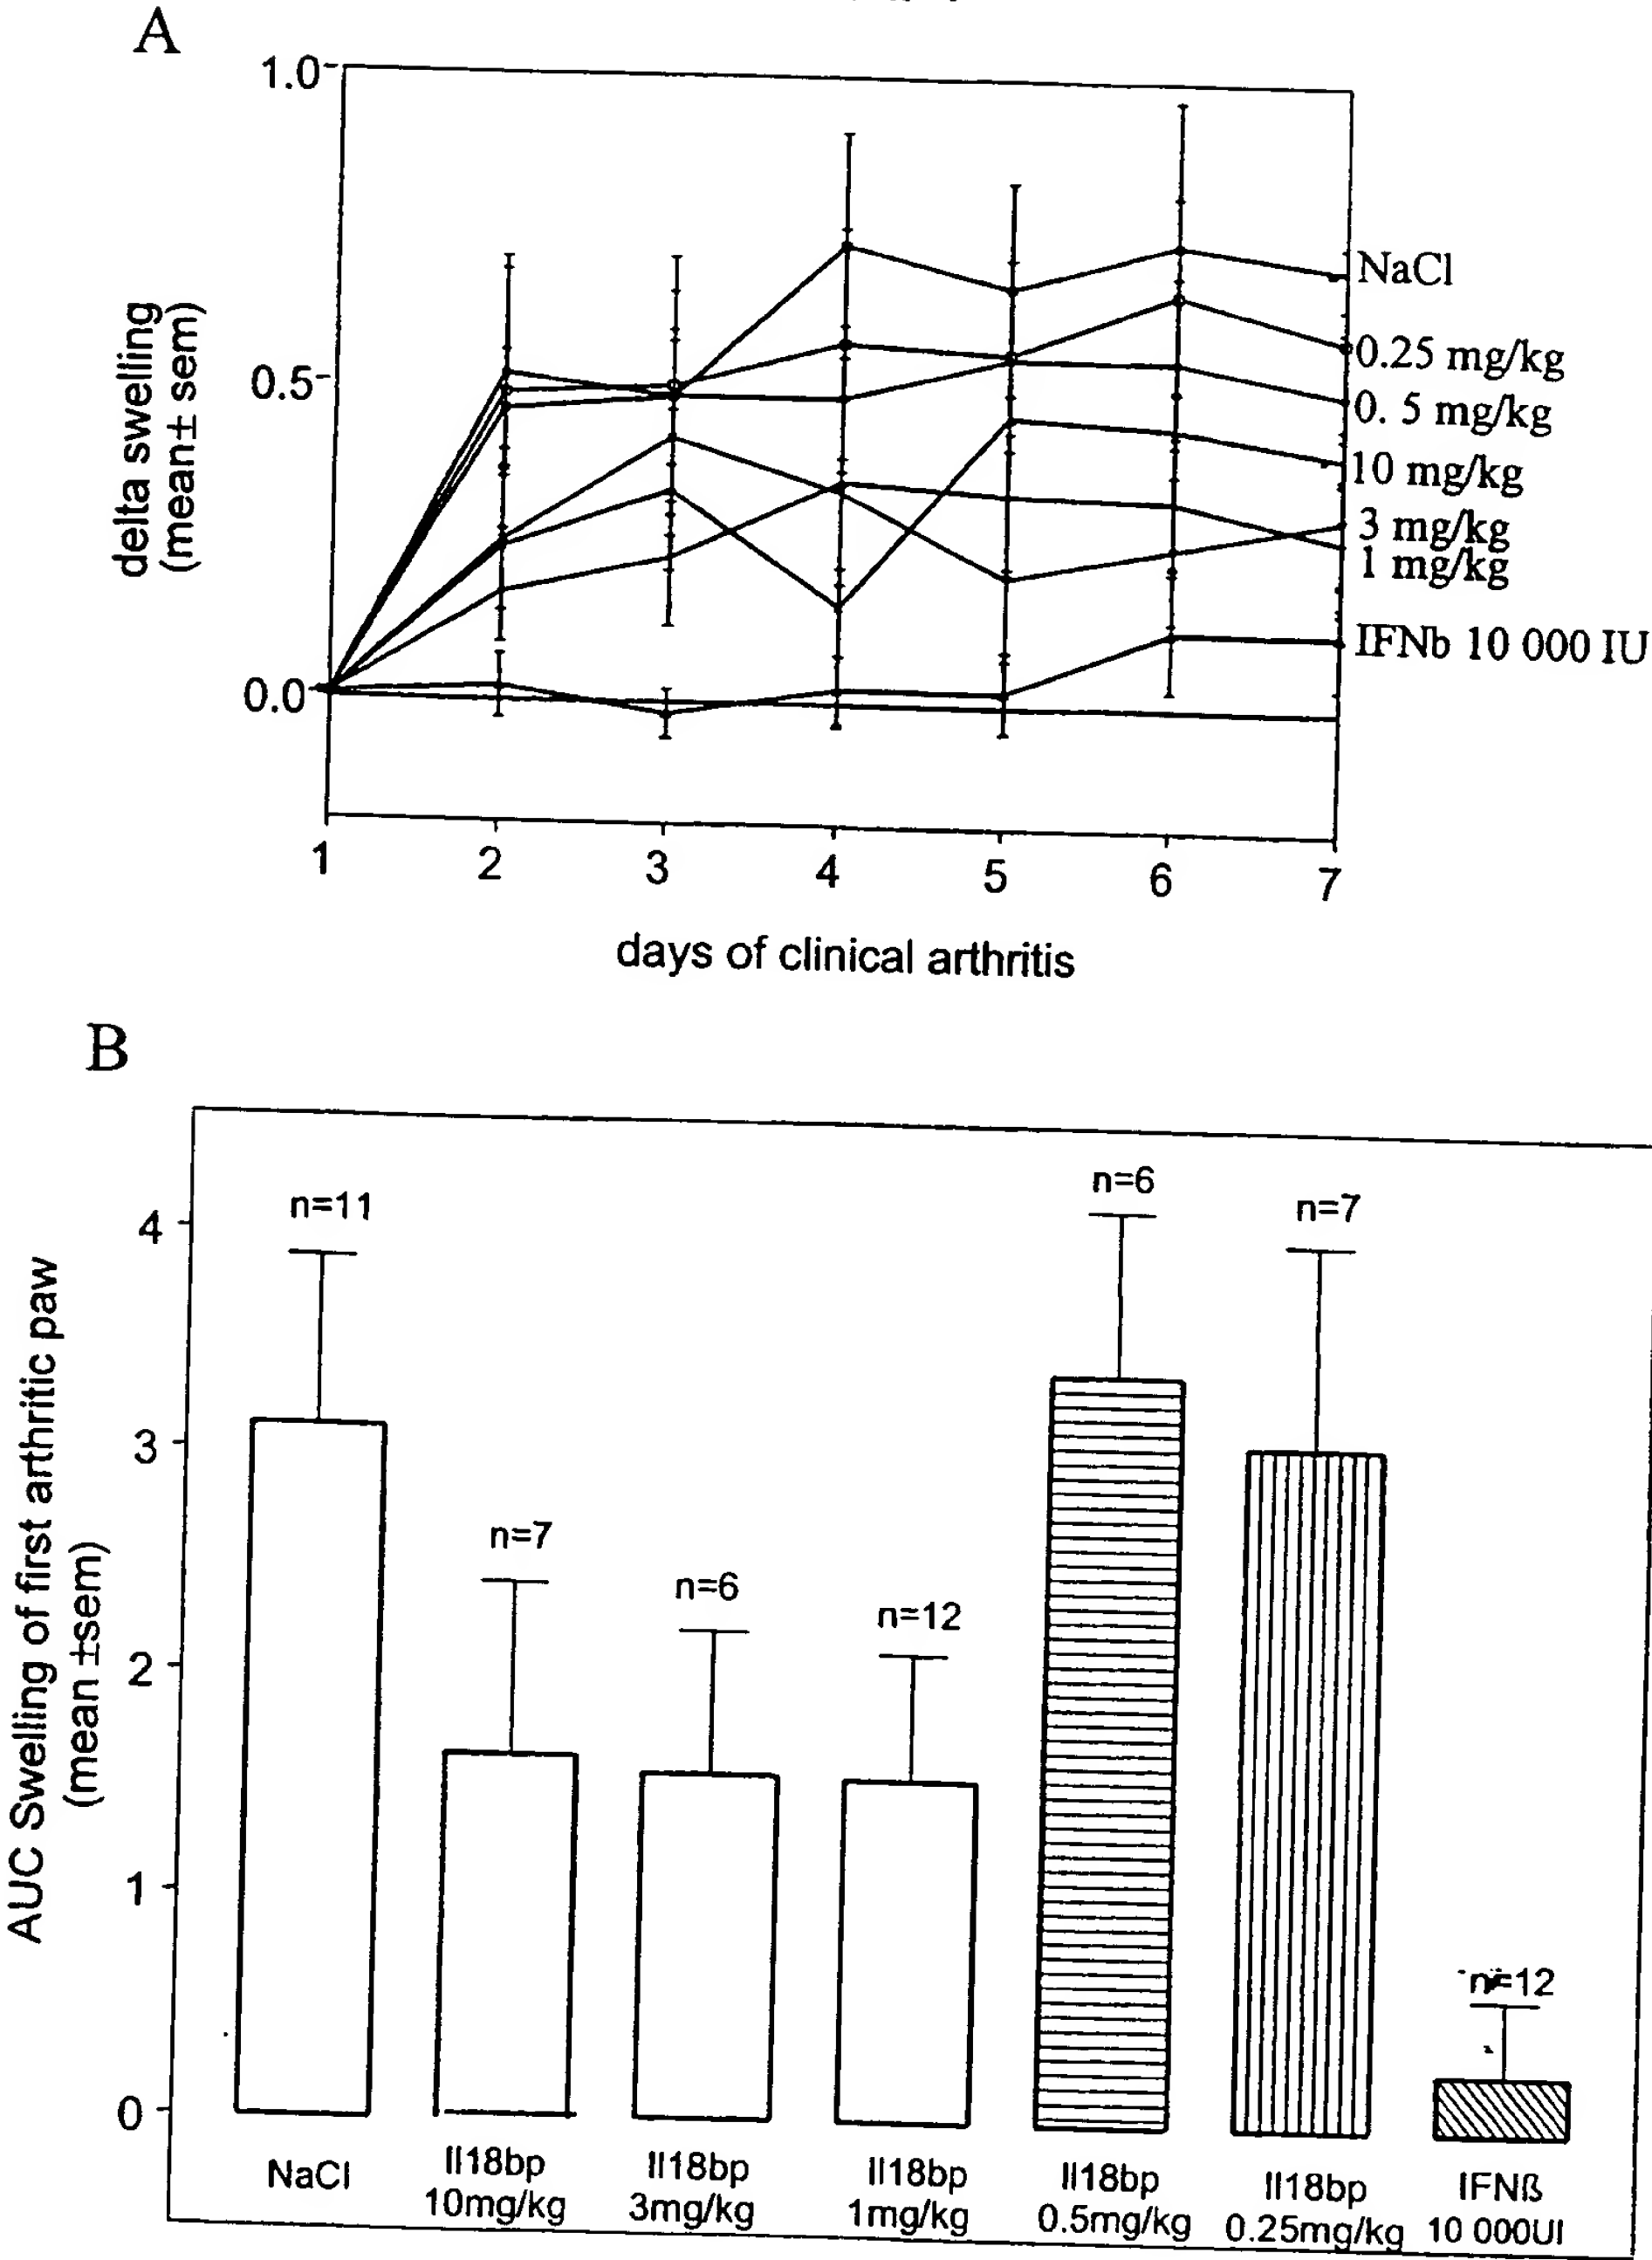 A
1.0
0.5
0.0
delta swelling
(mean± sem)
NaCl
0.25 mg/kg
0. 5 mg/kg
10 mg/kg
3 mg/kg
1 mg/kg
IFNb 10 000 IU
1 2 3 4 5 6 7
days of clinical arthritis
B
AUC Swelling of first arthritic paw
(mean ±sem)
4
3
2
1
0
n=11
n=7
n=6
n=12
n=6
n=7
n=12
NaCl
Il18bp
10mg/kg
Il18bp
3mg/kg
Il18bp
1mg/kg
Il18bp
0.5mg/kg
Il18bp
0.25mg/kg
IFNß
10 000UI